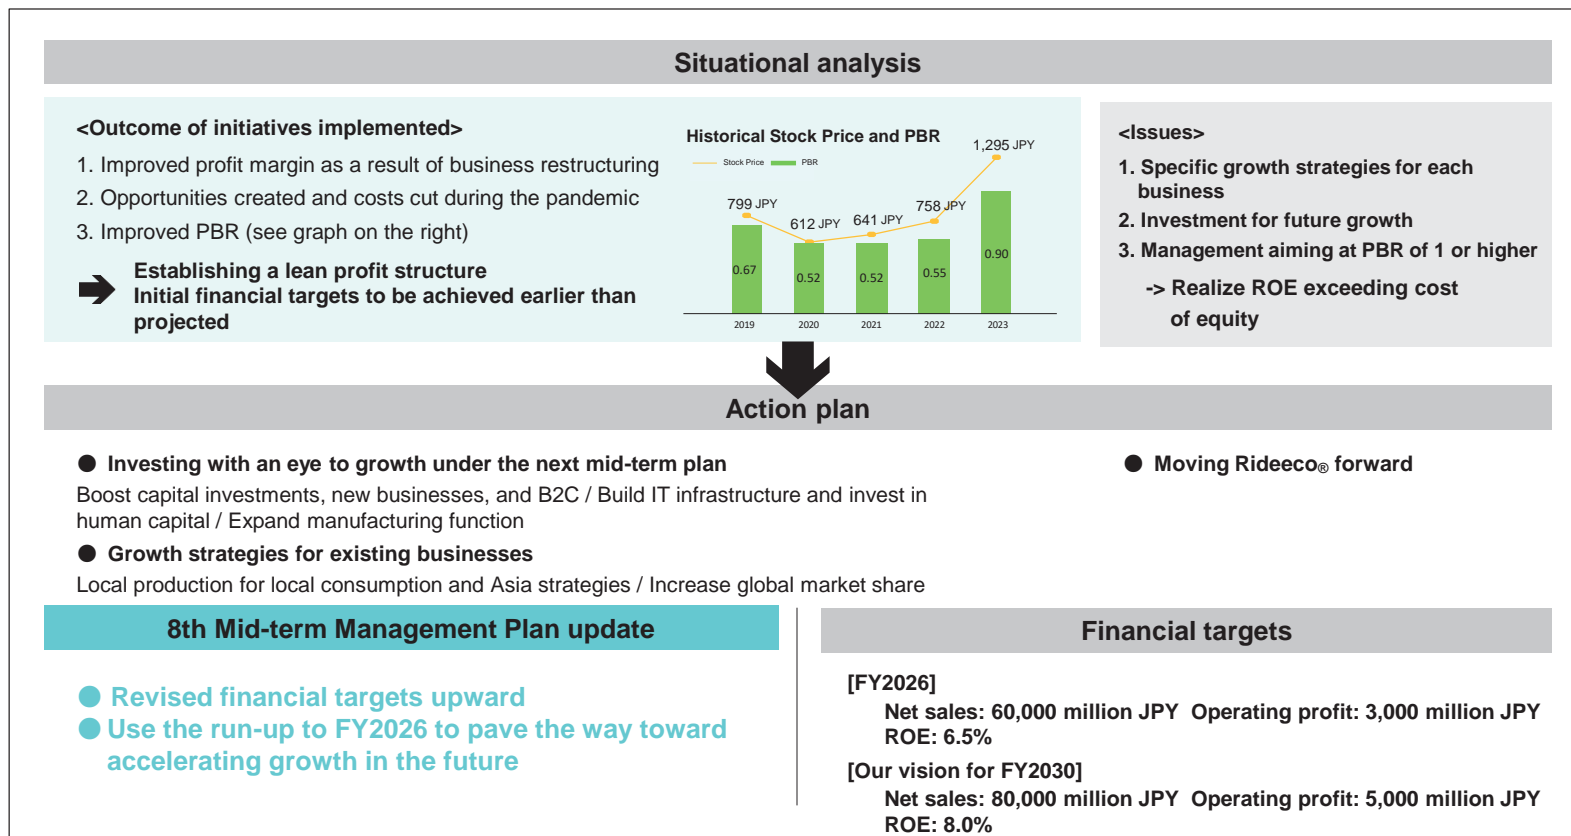 Situational analysis
<Outcome of initiatives implemented>
1. Improved profit margin as a result of business restructuring
2. Opportunities created and costs cut during the pandemic
3. Improved PBR (see graph on the right)
Establishing a lean profit structure
Initial financial targets to be achieved earlier than
projected
Historical Stock Price and PBR
Stock Price PBR
1,295 JPY
799 JPY
612 JPY
641 JPY
758 JPY
0.67
0.52
0.52
0.55
0.90
2019 2020 2021 2022 2023
<Issues>
1. Specific growth strategies for each
business
2. Investment for future growth
3. Management aiming at PBR of 1 or higher
-> Realize ROE exceeding cost
of equity
Action plan
● Investing with an eye to growth under the next mid-term plan
Boost capital investments, new businesses, and B2C / Build IT infrastructure and invest in
human capital / Expand manufacturing function
● Growth strategies for existing businesses
Local production for local consumption and Asia strategies / Increase global market share
● Moving Rideeco® forward
8th Mid-term Management Plan update
● Revised financial targets upward
● Use the run-up to FY2026 to pave the way toward
accelerating growth in the future
Financial targets
[FY2026]
Net sales: 60,000 million JPY Operating profit: 3,000 million JPY
ROE: 6.5%
[Our vision for FY2030]
Net sales: 80,000 million JPY Operating profit: 5,000 million JPY
ROE: 8.0%